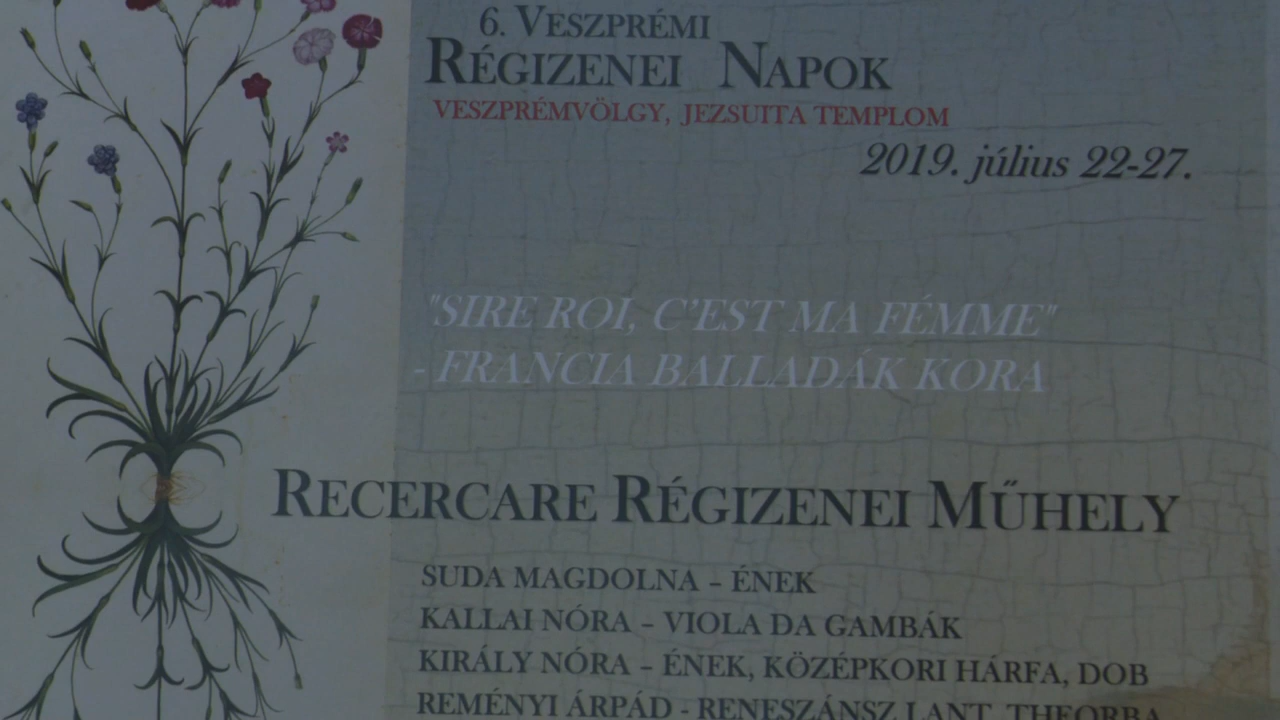 6. VESZPRÉMI
RÉGIZENEI NAPOK
VESZPRÉMVÖLGY, JEZSUITA TEMPLOM
2019. július 22-27.
"SIRE ROI, C'EST MA FÉMME"
- FRANCIA BALLADÁK KORA
RECERCARE RÉGIZENEI MŰHELY
SUDA MAGDOLNA – ÉNEK
KALLAI NÓRA – VIOLA DA GAMBÁK
KIRÁLY NÓRA – ÉNEK, KÖZÉPKORI HÁRFA, DOB
REMÉNYI ÁRPÁD - RENESZÁNSZ LANT, THEORBA